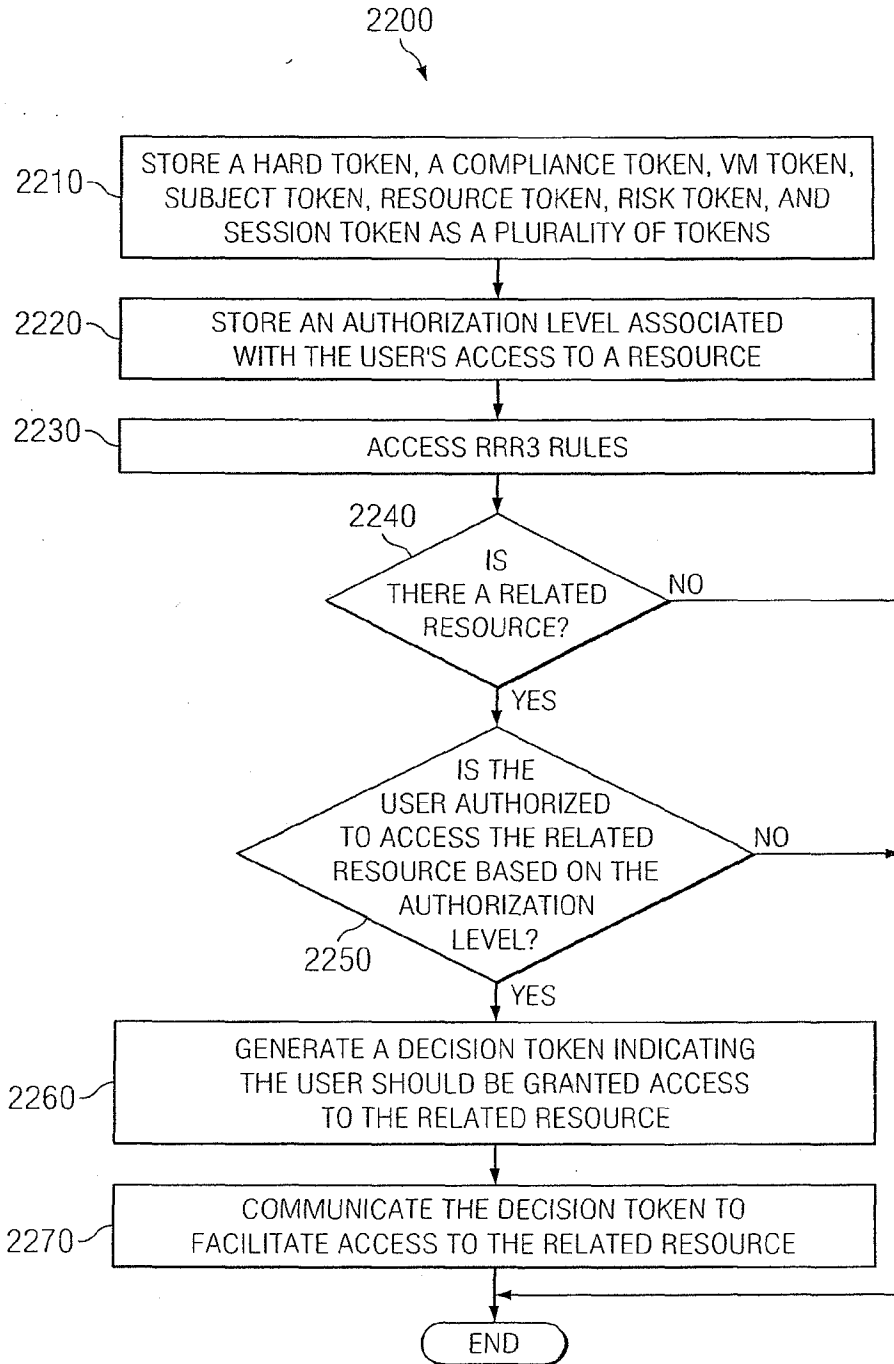 2200
2210
STORE A HARD TOKEN, A COMPLIANCE TOKEN, VM TOKEN,
SUBJECT TOKEN, RESOURCE TOKEN, RISK TOKEN, AND
SESSION TOKEN AS A PLURALITY OF TOKENS
2220
STORE AN AUTHORIZATION LEVEL ASSOCIATED
WITH THE USER'S ACCESS TO A RESOURCE
2230
ACCESS RRR3 RULES
2240
IS
THERE A RELATED
RESOURCE?
NO
YES
IS THE
USER AUTHORIZED
TO ACCESS THE RELATED
RESOURCE BASED ON THE
AUTHORIZATION
LEVEL?
NO
2250
YES
2260
GENERATE A DECISION TOKEN INDICATING
THE USER SHOULD BE GRANTED ACCESS
TO THE RELATED RESOURCE
2270
COMMUNICATE THE DECISION TOKEN TO
FACILITATE ACCESS TO THE RELATED RESOURCE
END